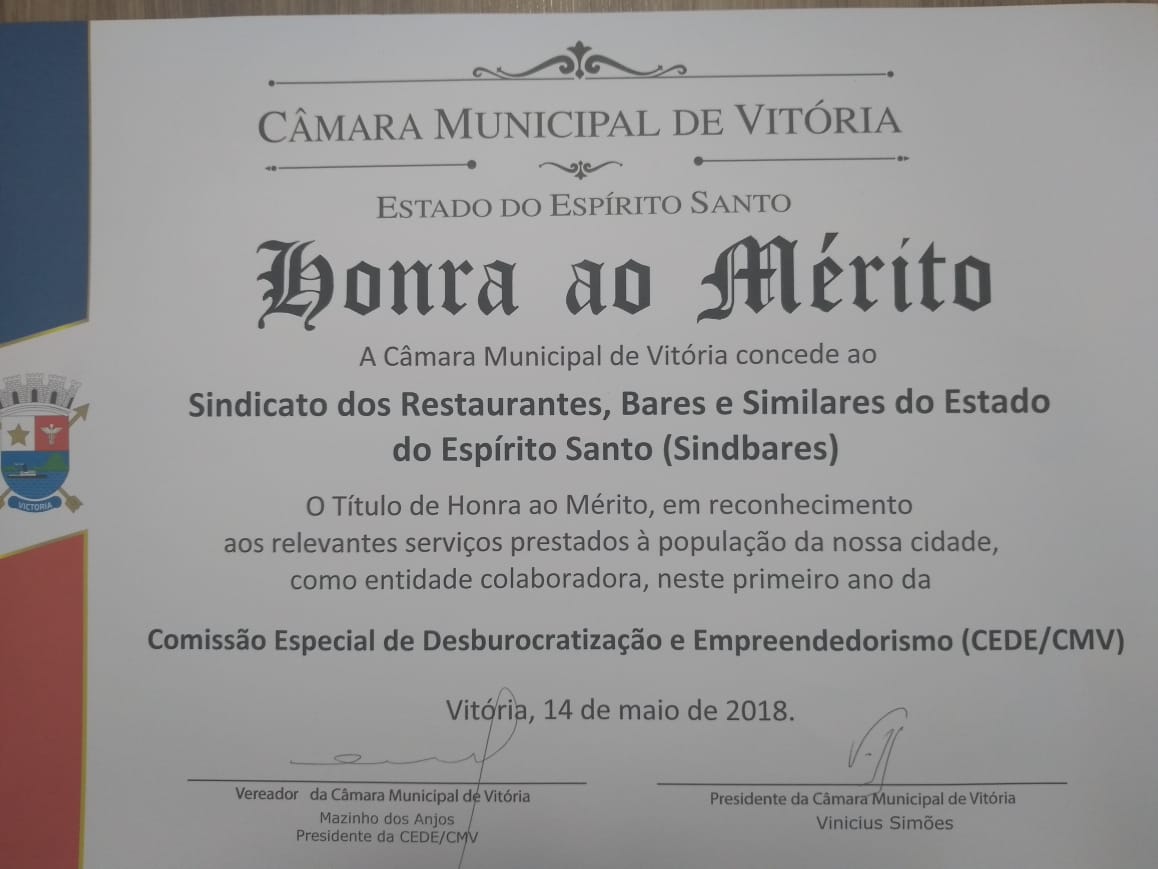 CÂMARA MUNICIPAL DE VITÓRIA
ESTADO DO ESPÍRITO SANTO
Honra ao Mérito
A Câmara Municipal de Vitória concede ao
Sindicato dos Restaurantes, Bares e Similares do Estado
do Espírito Santo (Sindbares)
O Título de Honra ao Mérito, em reconhecimento
aos relevantes serviços prestados à população da nossa cidade,
como entidade colaboradora, neste primeiro ano da
Comissão Especial de Desburocratização e Empreendedorismo (CEDE/CMV)
Vitória, 14 de maio de 2018.
Vereador da Câmara Municipal de Vitória
Mazinho dos Anjos
Presidente da CEDE/CMV
Presidente da Câmara Municipal de Vitória
Vinicius Simões
VICTORIA